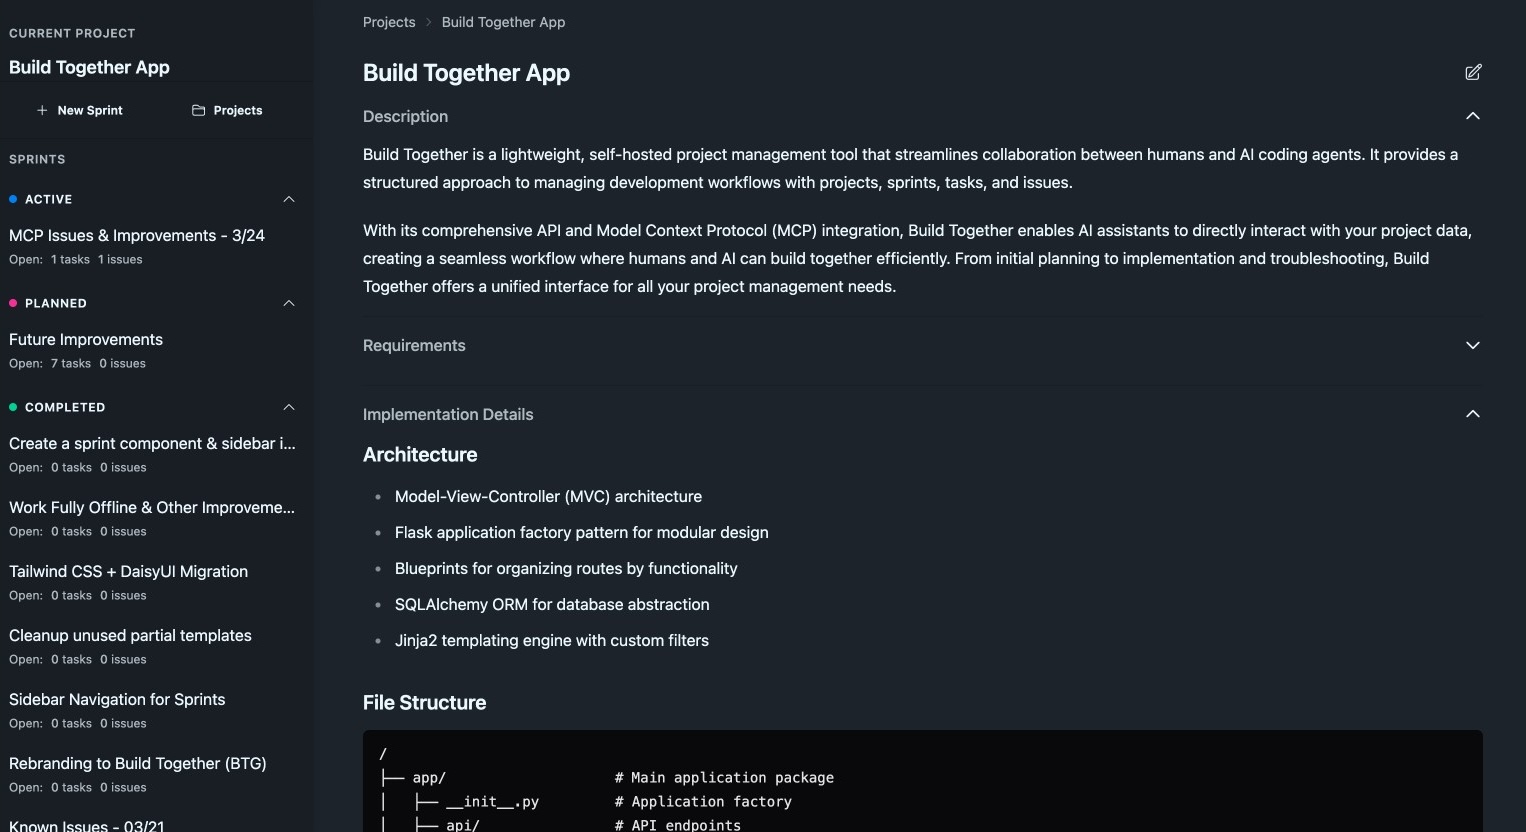 CURRENT PROJECT
Build Together App
New Sprint
Projects
SPRINTS
ACTIVE
MCP Issues & Improvements - 3/24
Open: 1 tasks 1 issues
PLANNED
Future Improvements
Open: 7 tasks 0 issues
COMPLETED
Create a sprint component & sidebar i...
Open: 0 tasks 0 issues
Work Fully Offline & Other Improveme...
Open: 0 tasks 0 issues
Tailwind CSS + DaisyUI Migration
Open: 0 tasks 0 issues
Cleanup unused partial templates
Open: 0 tasks 0 issues
Sidebar Navigation for Sprints
Open: 0 tasks 0 issues
Rebranding to Build Together (BTG)
Open: 0 tasks 0 issues
Known Issues - 03/21
Projects > Build Together App
Build Together App
Description
Build Together is a lightweight, self-hosted project management tool that streamlines collaboration between humans and AI coding agents. It provides a
structured approach to managing development workflows with projects, sprints, tasks, and issues.
With its comprehensive API and Model Context Protocol (MCP) integration, Build Together enables AI assistants to directly interact with your project data,
creating a seamless workflow where humans and AI can build together efficiently. From initial planning to implementation and troubleshooting, Build
Together offers a unified interface for all your project management needs.
Requirements
Implementation Details
Architecture
• Model-View-Controller (MVC) architecture
• Flask application factory pattern for modular design
• Blueprints for organizing routes by functionality
• SQLAlchemy ORM for database abstraction
• Jinja2 templating engine with custom filters
File Structure
/
├── app/ # Main application package
│ ├── __init__.py # Application factory
│ ├── api/ # API endpoints